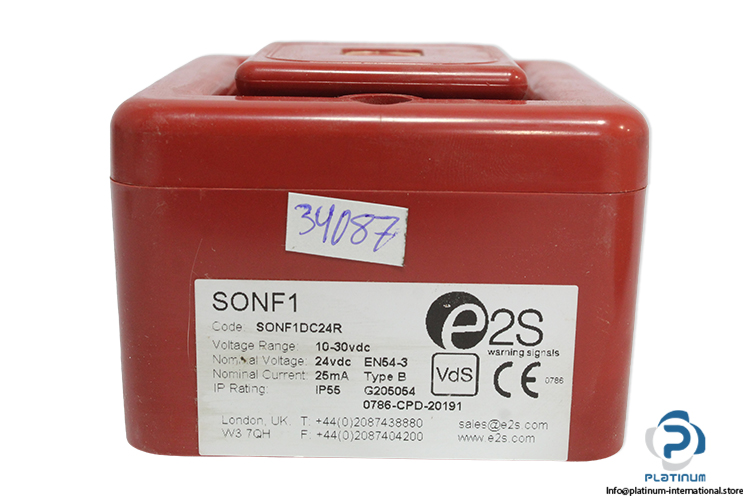 34087
SONF1
Code: SONF1DC24R
Voltage Range: 10-30vdc
Nominal Voltage: 24vdc EN54-3
Nominal Current: 25mA Type B
IP Rating: IP55 G205054
0786-CPD-20191
e2S
warning signals
VdS
CE 0786
London, UK. T: +44(0)2087438880 sales@e2s.com
W3 7QH F: +44(0)2087404200 www.e2s.com
PLATINUM
Info@platinum-international.store